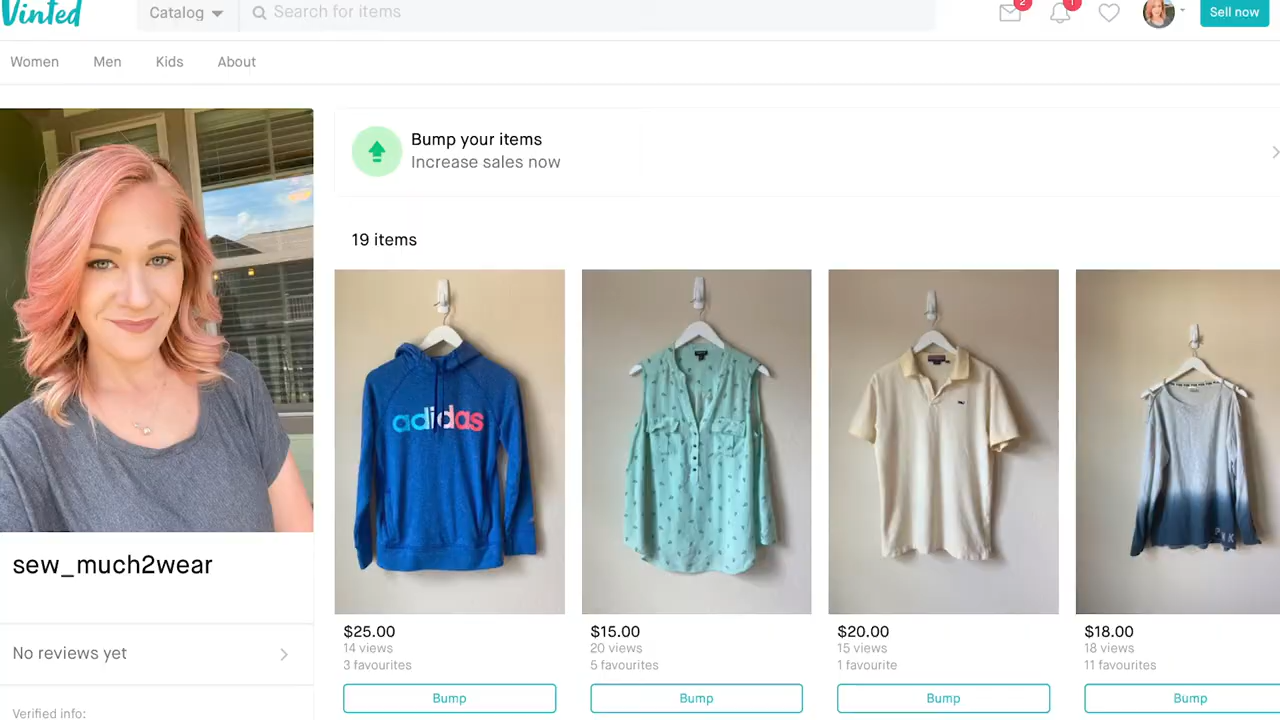 Vinted
Catalog
Search for items
2
1
Sell now
Women
Men
Kids
About
Bump your items
Increase sales now
19 items
adidas
sew_much2wear
No reviews yet
Verified info:
$25.00
14 views
3 favourites
Bump
$15.00
20 views
5 favourites
Bump
$20.00
15 views
1 favourite
Bump
$18.00
18 views
11 favourites
Bump